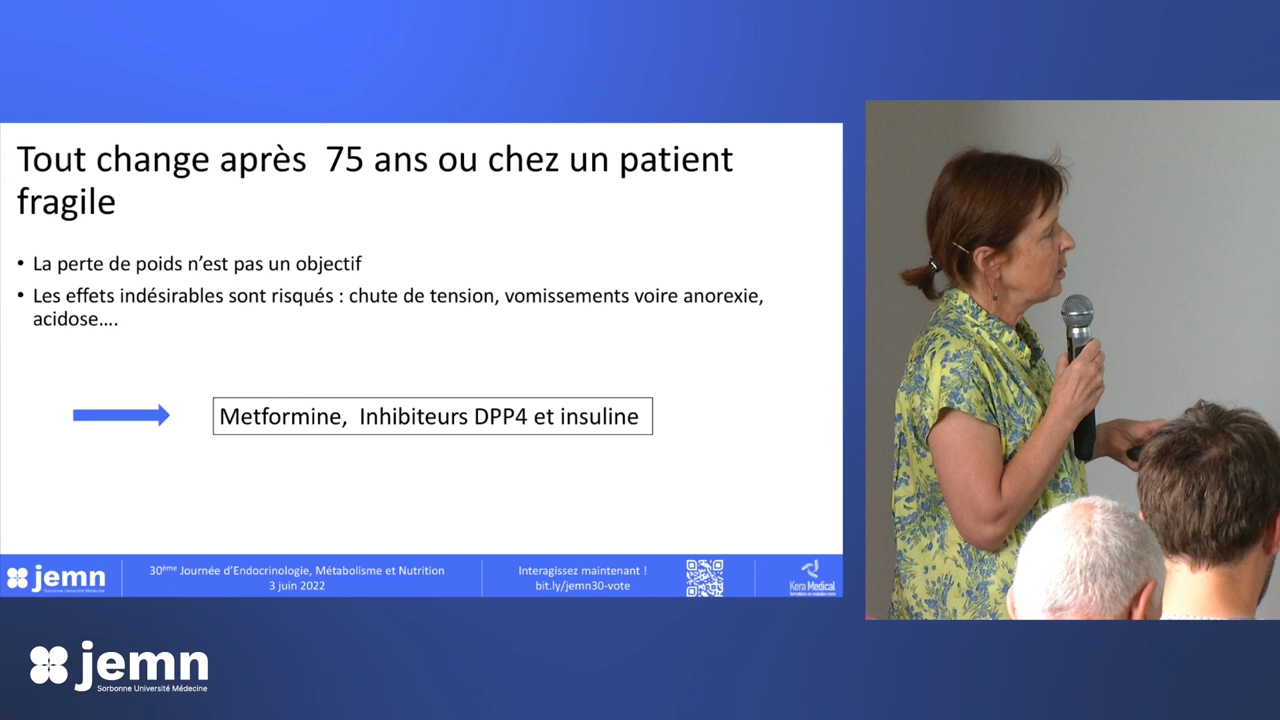 Tout change après  75 ans ou chez un patient
fragile
• La perte de poids n’est pas un objectif
• Les effets indésirables sont risqués : chute de tension, vomissements voire anorexie,
acidose….
Metformine,  Inhibiteurs DPP4 et insuline
jemn
Sorbonne Université Médecine
30ème Journée d’Endocrinologie, Métabolisme et Nutrition
3 juin 2022
Interagissez maintenant !
bit.ly/jemn30-vote
Kera Medical
jemn
Sorbonne Université Médecine